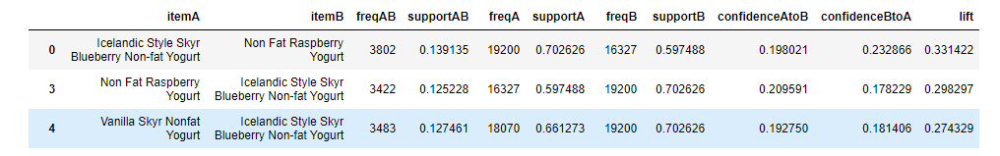 itemA itemB freqAB supportAB freqA supportA freqB supportB confidenceAtoB confidenceBtoA lift
0 Icelandic Style Skyr Blueberry Non-fat Yogurt Non Fat Raspberry Yogurt 3802 0.139135 19200 0.702626 16327 0.597488 0.198021 0.232866 0.331422
3 Non Fat Raspberry Yogurt Icelandic Style Skyr Blueberry Non-fat Yogurt 3422 0.125228 16327 0.597488 19200 0.702626 0.209591 0.178229 0.298297
4 Vanilla Skyr Nonfat Yogurt Icelandic Style Skyr Blueberry Non-fat Yogurt 3483 0.127461 18070 0.661273 19200 0.702626 0.192750 0.181406 0.274329